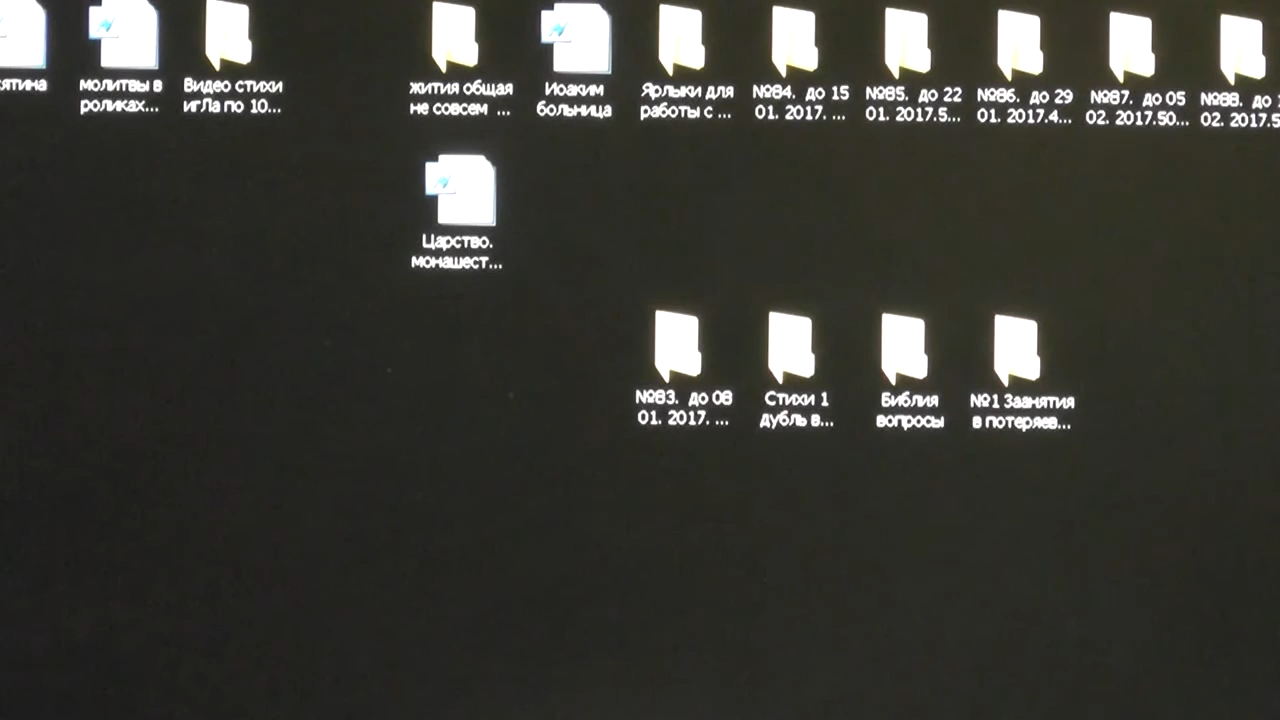 молитвы в
роликах...
Видео стихи
игЛа по 10...
жития общая
не совсем ...
Иоаким
больница
Ярлыки для
работы с ...
№84. до 15
01. 2017. ...
№85. до 22
01. 2017.5...
№86. до 29
01. 2017.4...
№87. до 05
02. 2017.50...
№88. до
02. 2017.5
Царство.
монашест...
№83. до 08
01. 2017. ...
Стихи 1
дубль в...
Библия
вопросы
№1 Заанятия
в потеряев...